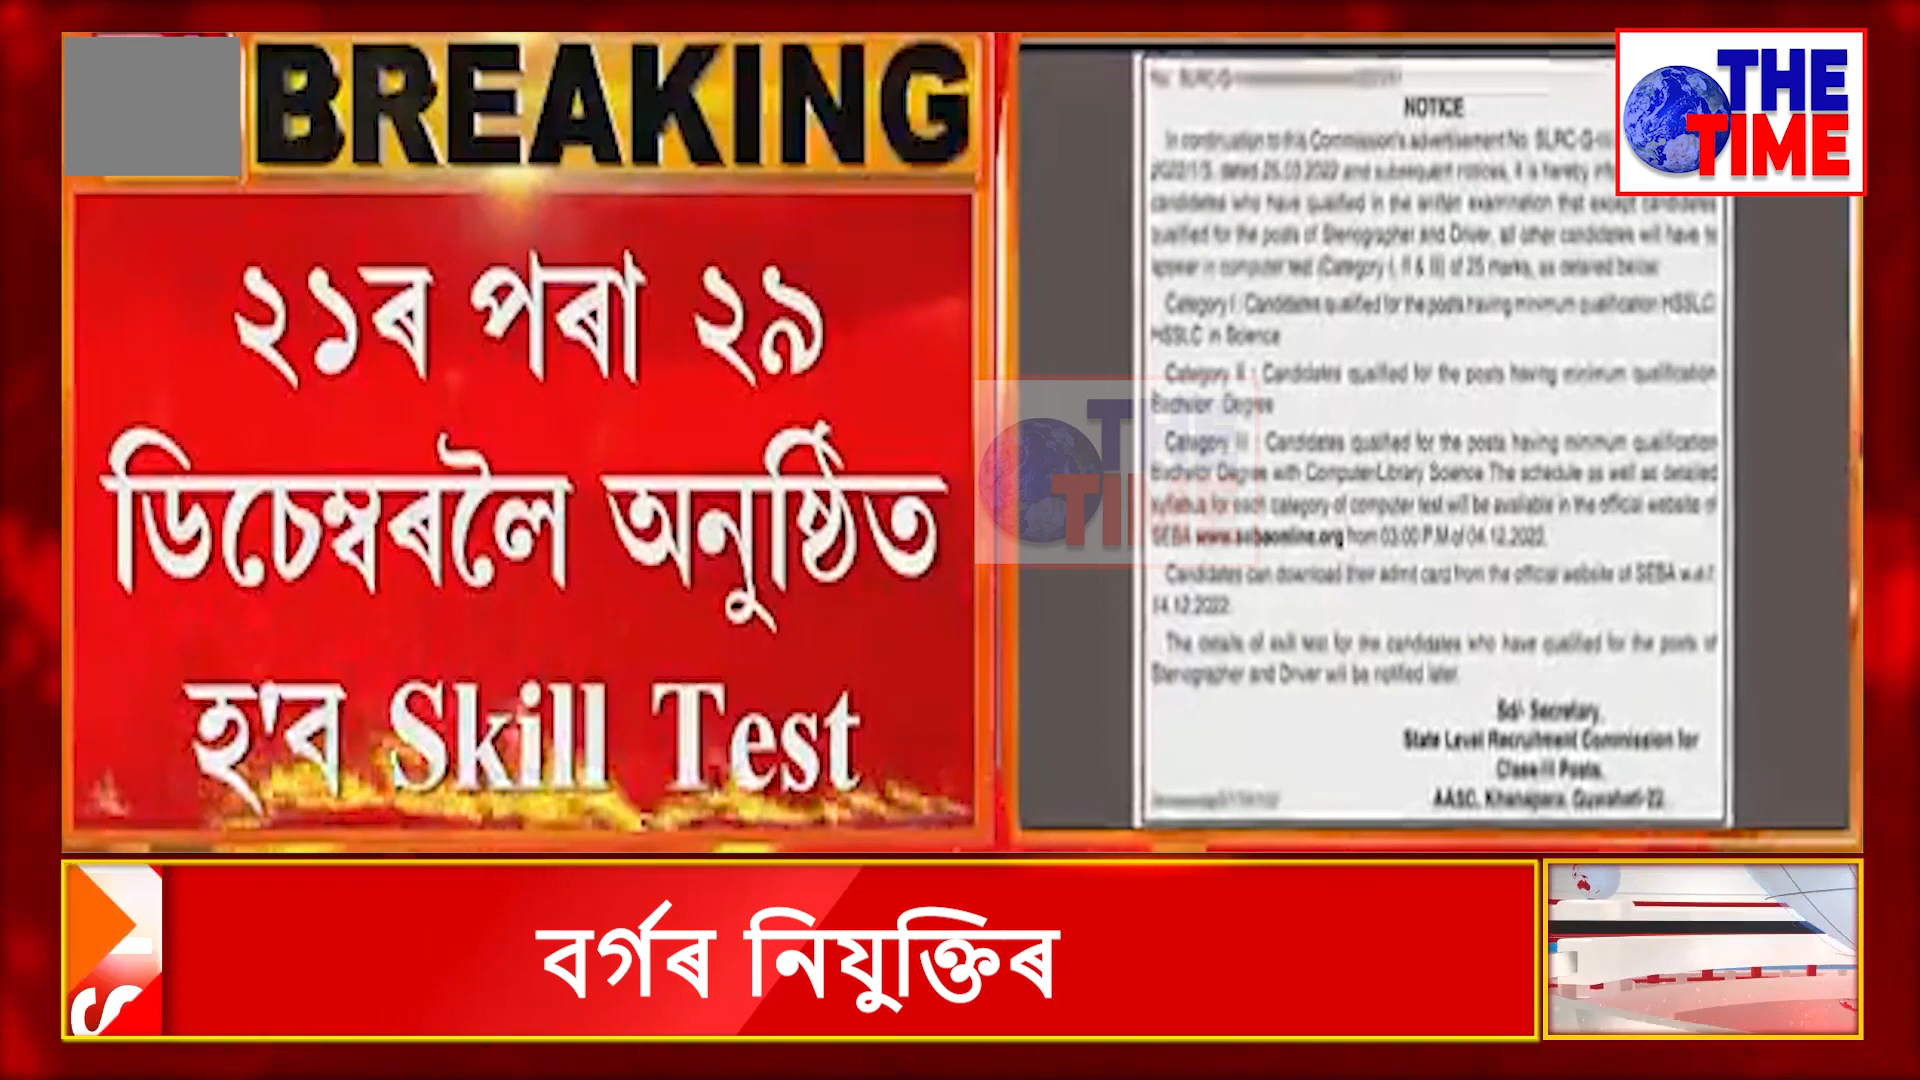 BREAKING
২১ৰ পৰা ২৯
ডিচেম্বৰলৈ অনুষ্ঠিত
হ'ব Skill Test
THE
TIME
NOTICE
In continuation to this Commission's advertisement No. SLRC-G-III
2022/1/3, dated 25.03.2022 and subsequent notices, it is hereby
candidates who have qualified in the written examination that except candidates
qualified for the posts of Stenographer and Driver, all other candidates will have to
appear in computer test (Category I, II & III) of 25 marks, as detailed below:
Category I : Candidates qualified for the posts having minimum qualification HSSLC/
HSSLC in Science
Category II : Candidates qualified for the posts having minimum qualification
Bachelor Degree
Category III : Candidates qualified for the posts having minimum qualification
Bachelor Degree with Computer/Library Science The schedule as well as detailed
syllabus for each category of computer test will be available in the official website of
SEBA www.sebaonline.org from 03:00 P.M of 04.12.2022.
Candidates can download their admit card from the official website of SEBA w.e.f.
14.12.2022.
The details of skill test for the candidates who have qualified for the posts of
Stenographer and Driver will be notified later.
Sd/- Secretary,
State Level Recruitment Commission for
Class-III Posts,
AASC, Khanapara, Guwahati-22.
THE
TIME
বৰ্গৰ নিযুক্তিৰ